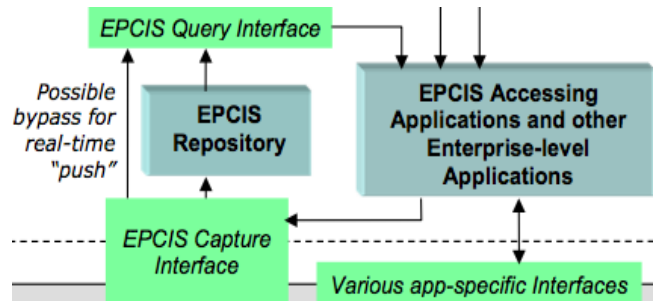 EPCIS Query Interface
Possible
bypass for
real-time
“push”
EPCIS
Repository
EPCIS Accessing
Applications and other
Enterprise-level
Applications
EPCIS Capture
Interface
Various app-specific Interfaces